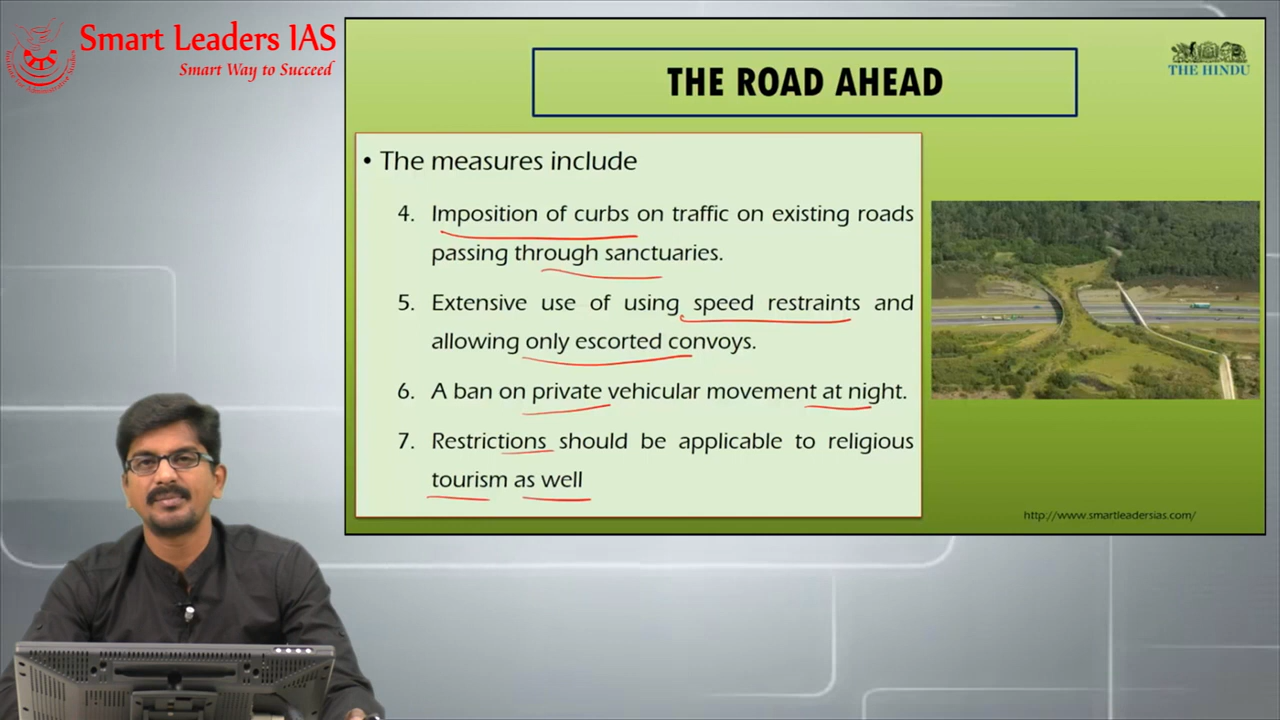 Smart Leaders IAS
Smart Way to Succeed
THE ROAD AHEAD
THE HINDU
• The measures include
4. Imposition of curbs on traffic on existing roads
passing through sanctuaries.
5. Extensive use of using speed restraints and
allowing only escorted convoys.
6. A ban on private vehicular movement at night.
7. Restrictions should be applicable to religious
tourism as well
http://www.smartleadersias.com/